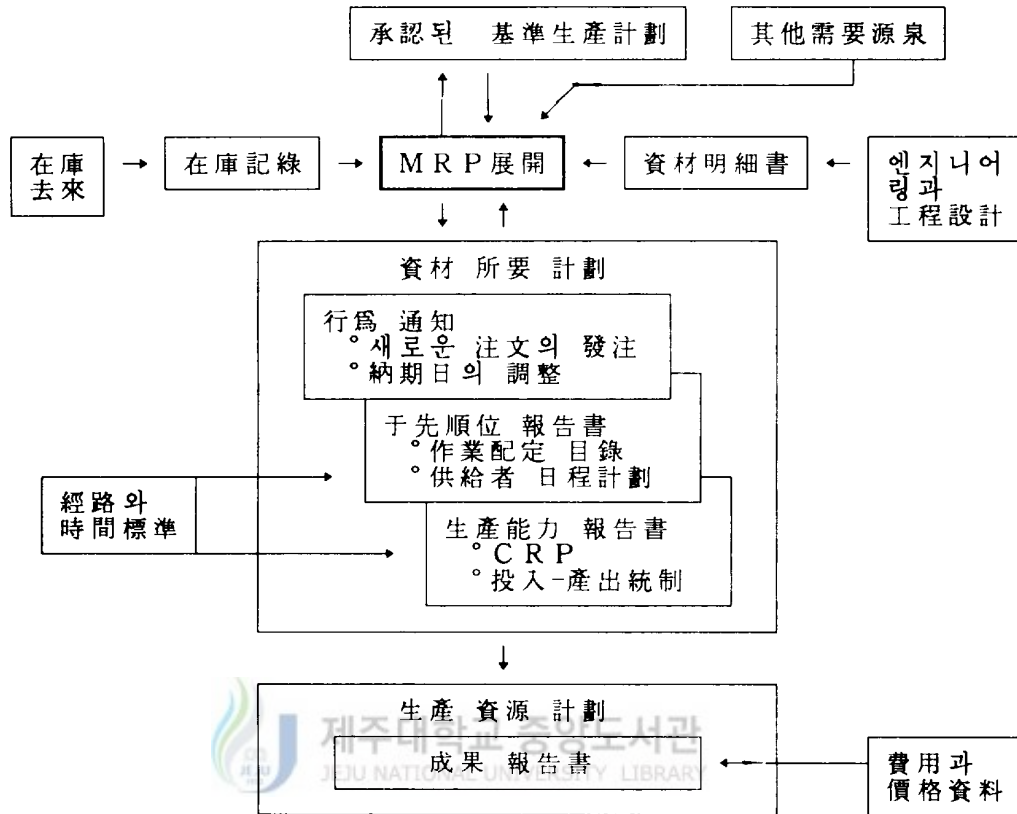 承認된 基準生產計劃
其他需要源泉
在庫
去來
在庫記綠
MRP展開
資材明細書
엔지니어
링과
工程設計
資材 所要 計劃
行爲 通知
°새로운 注文의 發注
°納期日의 調整
于先順位 報告書
°作業配定 目錄
°供給者 日程計劃
經路와
時間標準
生產能力 報告書
°CRP
°投入-產出統制
生產 資源 計劃
제주대학교 중앙도서관
JEJU NATIONAL UNIVERSITY LIBRARY
JEJU
成果 報告書
費用과
價格資料